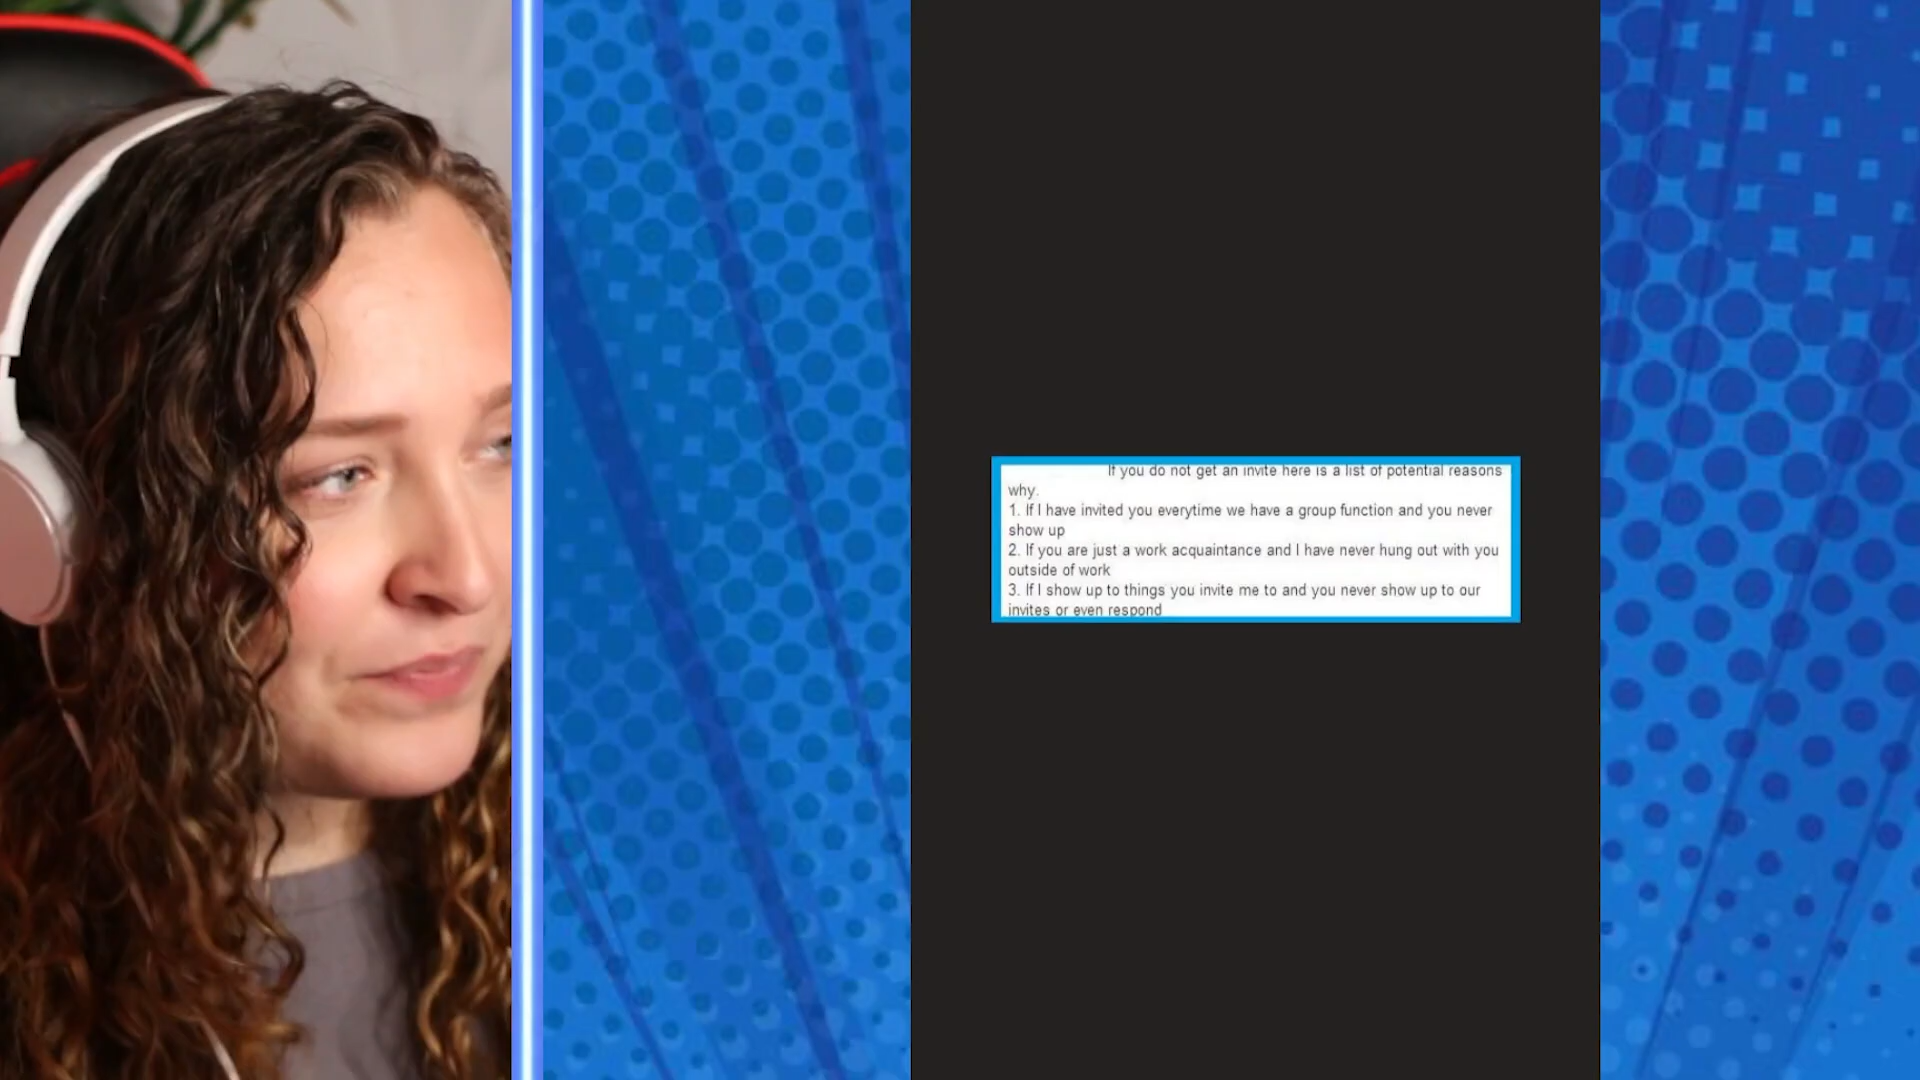 If you do not get an invite here is a list of potential reasons
why.
1. If I have invited you everytime we have a group function and you never
show up
2. If you are just a work acquaintance and I have never hung out with you
outside of work
3. If I show up to things you invite me to and you never show up to our
invites or even respond